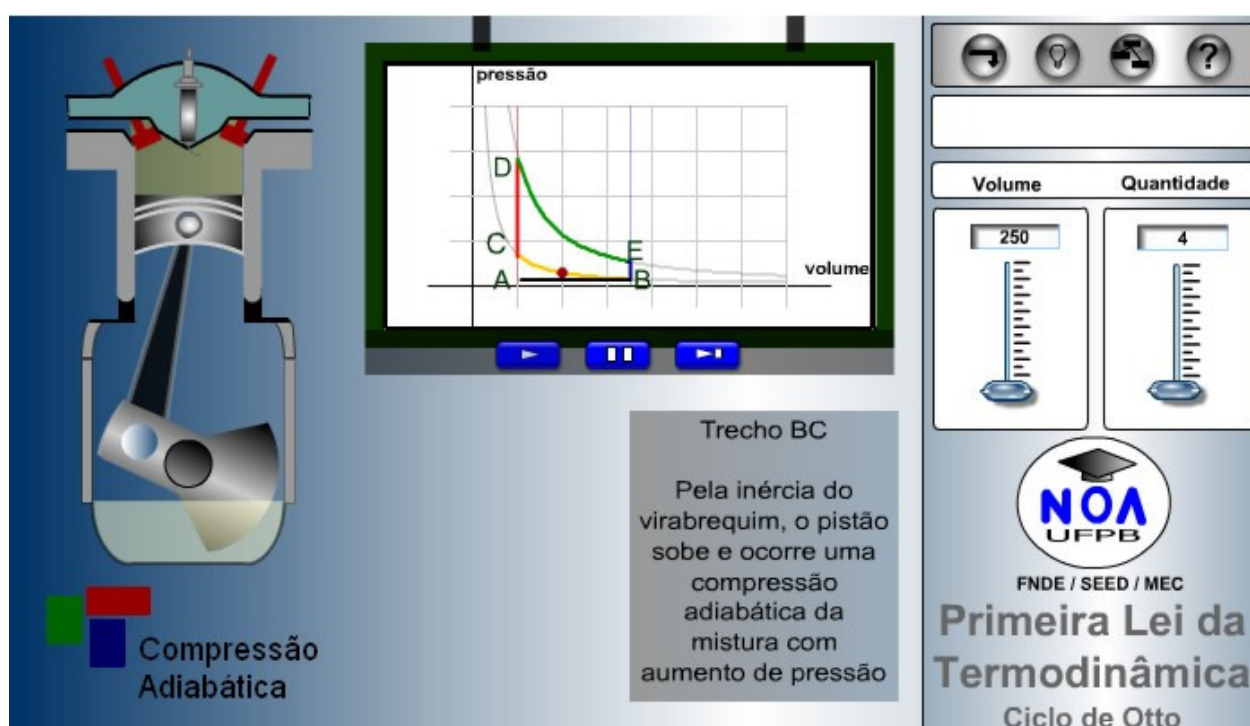 pressão
D
C
A
E
B
volume
Trecho BC
Pela inércia do
virabrequim, o pistão
sobe e ocorre uma
compressão
adiabática da
mistura com
aumento de pressão
Compressão
Adiabática
?
Volume
Quantidade
250
4
NOA
UFPB
FNDE / SEED / MEC
Primeira Lei da
Termodinâmica
Ciclo de Otto